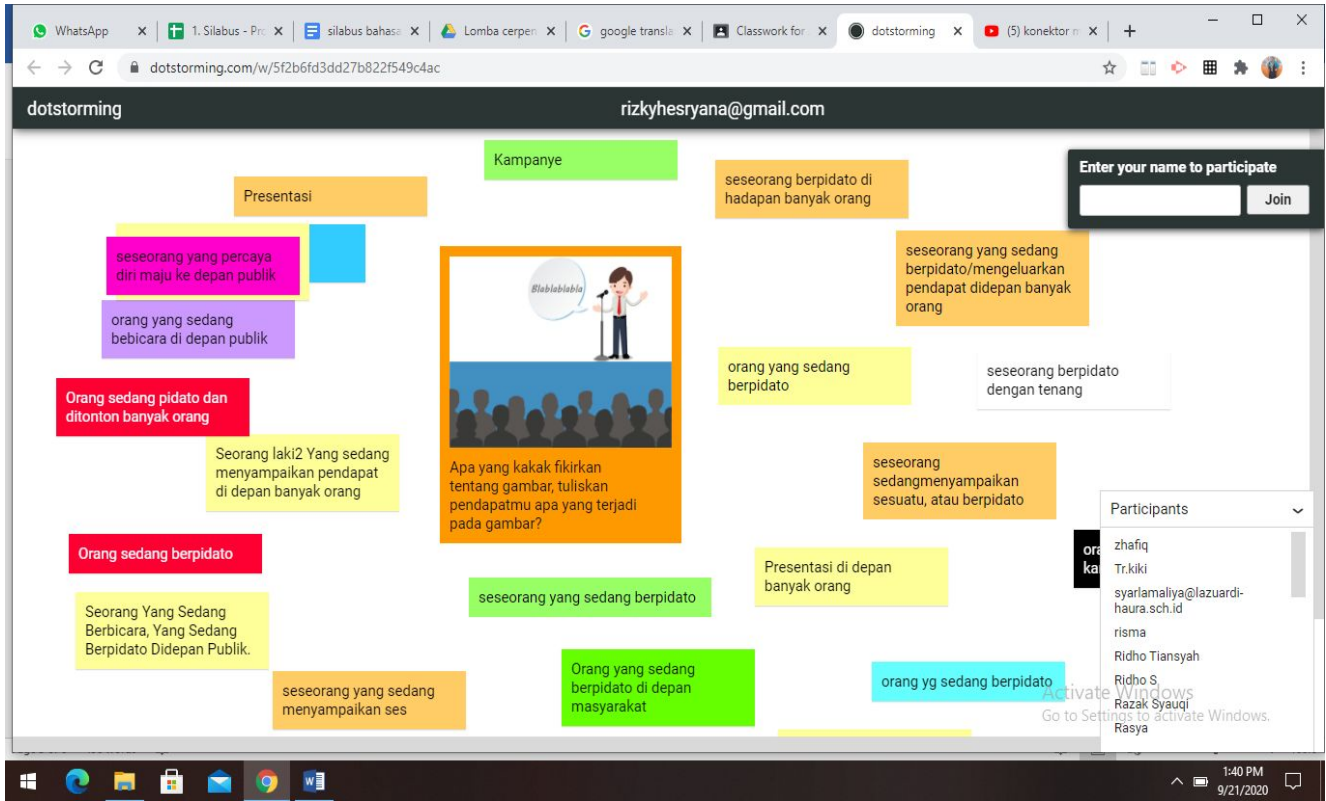 WhatsApp
1. Silabus - Pro
silabus bahasa
Lomba cerpen
google transla
Classwork for
dotstorming
(5) konektor m
dotstorming.com/w/5f2b6fd3dd27b822f549c4ac
dotstorming
rizkyhesryana@gmail.com
Kampanye
Presentasi
seseorang berpidato di
hadapan banyak orang
Enter your name to participate
Join
seseorang yang percaya
diri maju ke depan publik
seseorang yang sedang
berpidato/mengeluarkan
pendapat didepan banyak
orang
Blablablabla
orang yang sedang
bebicara di depan publik
orang yang sedang
berpidato
seseorang berpidato
dengan tenang
Orang sedang pidato dan
ditonton banyak orang
Seorang laki2 Yang sedang
menyampaikan pendapat
di depan banyak orang
Apa yang kakak fikirkan
tentang gambar, tuliskan
pendapatmu apa yang terjadi
pada gambar?
seseorang
sedangmenyampaikan
sesuatu, atau berpidato
Orang sedang berpidato
Presentasi di depan
banyak orang
seseorang yang sedang berpidato
Seorang Yang Sedang
Berbicara, Yang Sedang
Berpidato Didepan Publik.
Orang yang sedang
berpidato di depan
masyarakat
orang yg sedang berpidato
seseorang yang sedang
menyampaikan ses
Participants
zhafiq
Tr.kiki
syarlamaliya@lazuardi-
haura.sch.id
risma
Ridho Tiansyah
Ridho S
Razak Syauqi
Rasya
Activate Windows
Go to Settings to activate Windows.
1:40 PM
9/21/2020